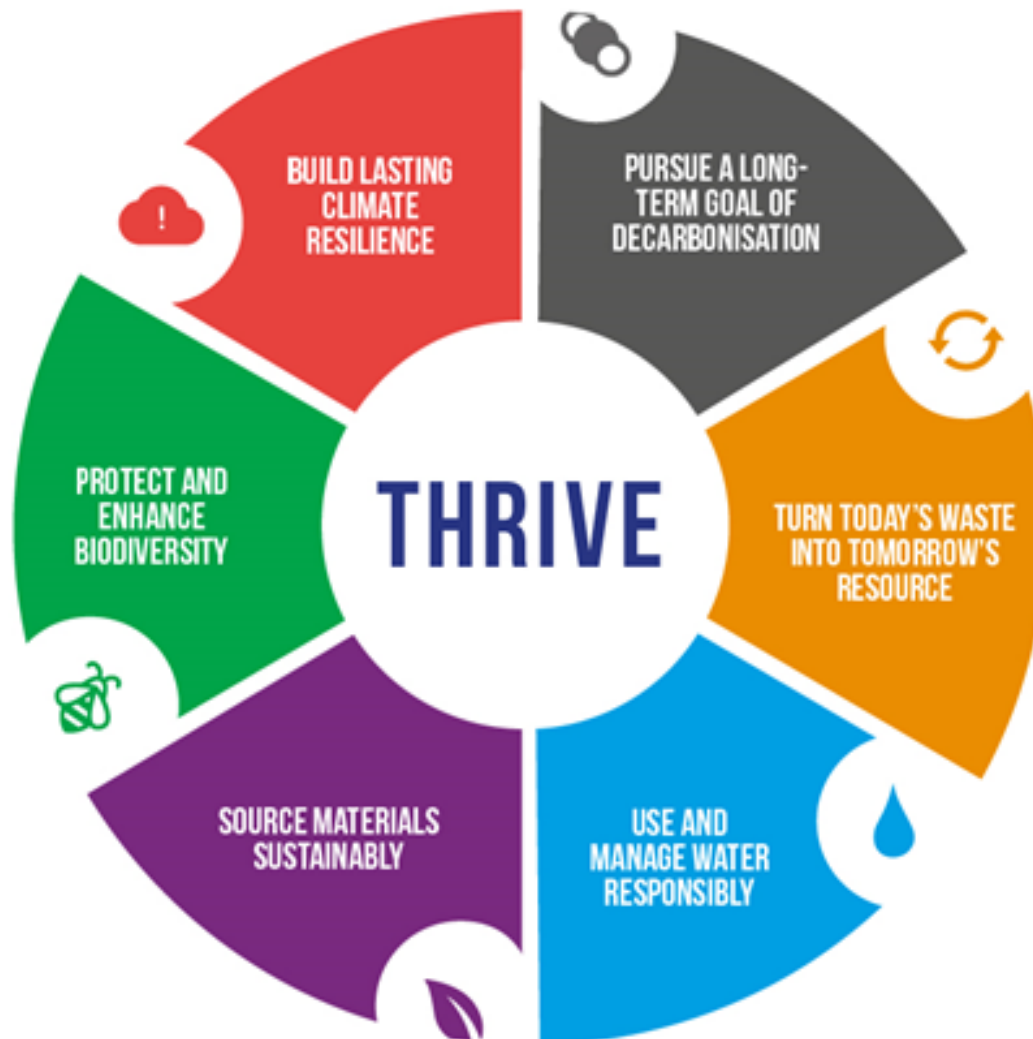 BUILD LASTING
CLIMATE
RESILIENCE
!
PURSUE A LONG-
TERM GOAL OF
DECARBONISATION
TURN TODAY'S WASTE
INTO TOMORROW'S
RESOURCE
USE AND
MANAGE WATER
RESPONSIBLY
SOURCE MATERIALS
SUSTAINABLY
PROTECT AND
ENHANCE
BIODIVERSITY
THRIVE